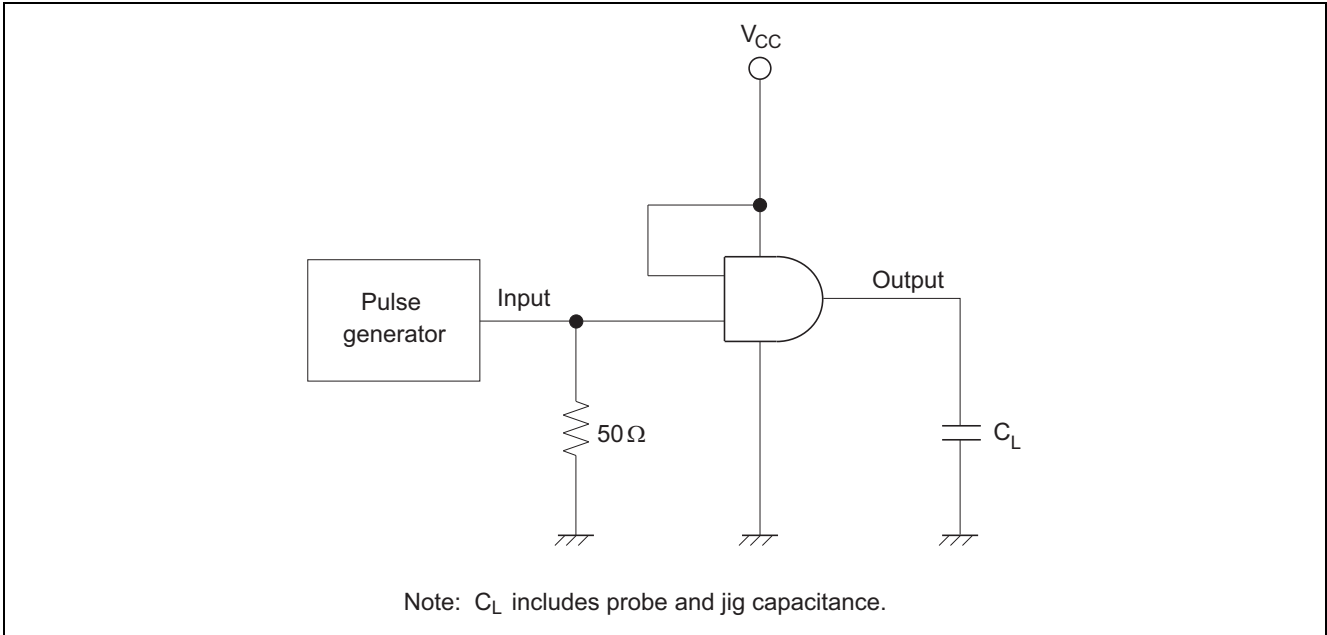 VCC
Output
Input
Pulse
generator
50Ω
CL
Note: CL includes probe and jig capacitance.